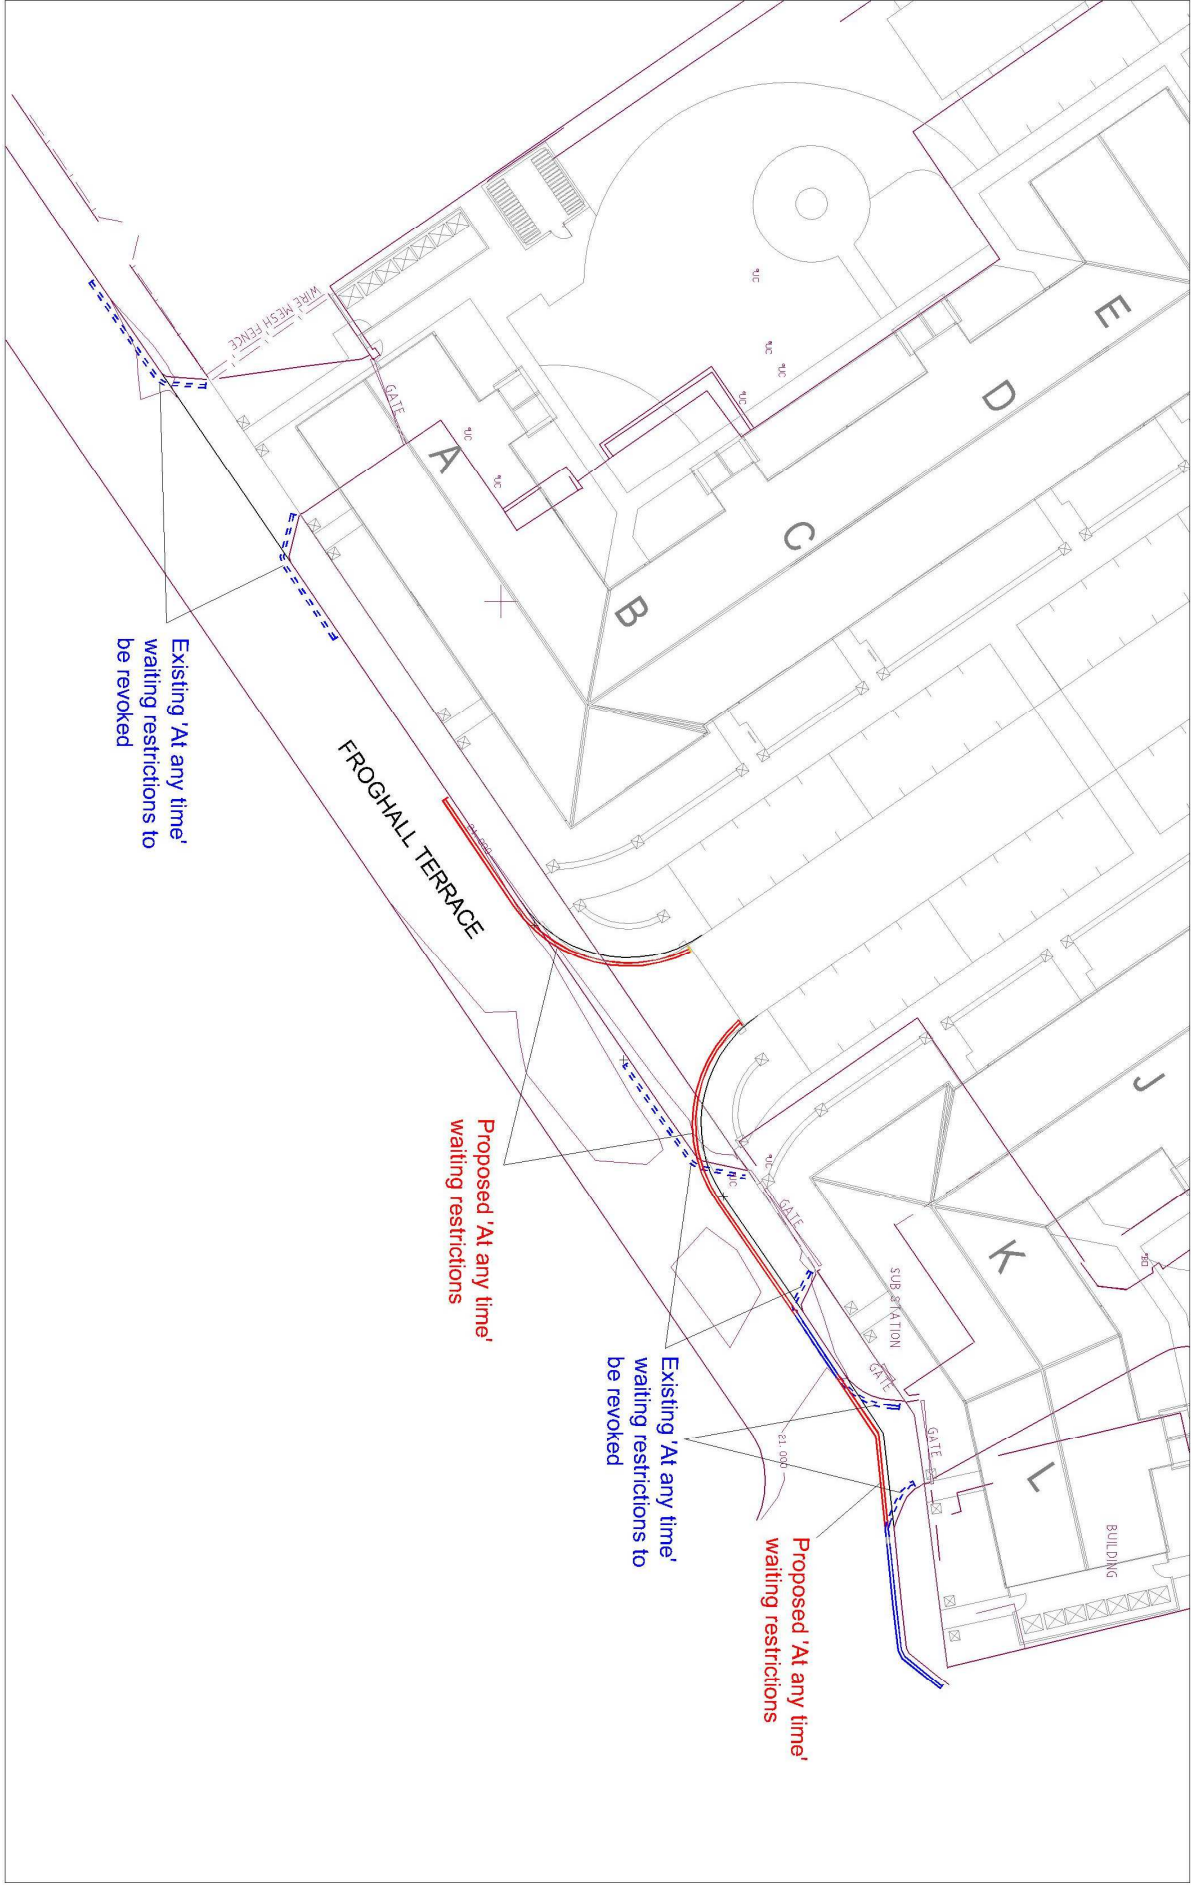 E
D
C
B
A
WIRE MESH FENCE
GATE
J
K
L
SUB STATION
GATE
GATE
GATE
BUILDING
21.000
21.000
FROGHALL TERRACE
Existing 'At any time'
waiting restrictions to
be revoked
Proposed 'At any time'
waiting restrictions
Existing 'At any time'
waiting restrictions to
be revoked
Proposed 'At any time'
waiting restrictions